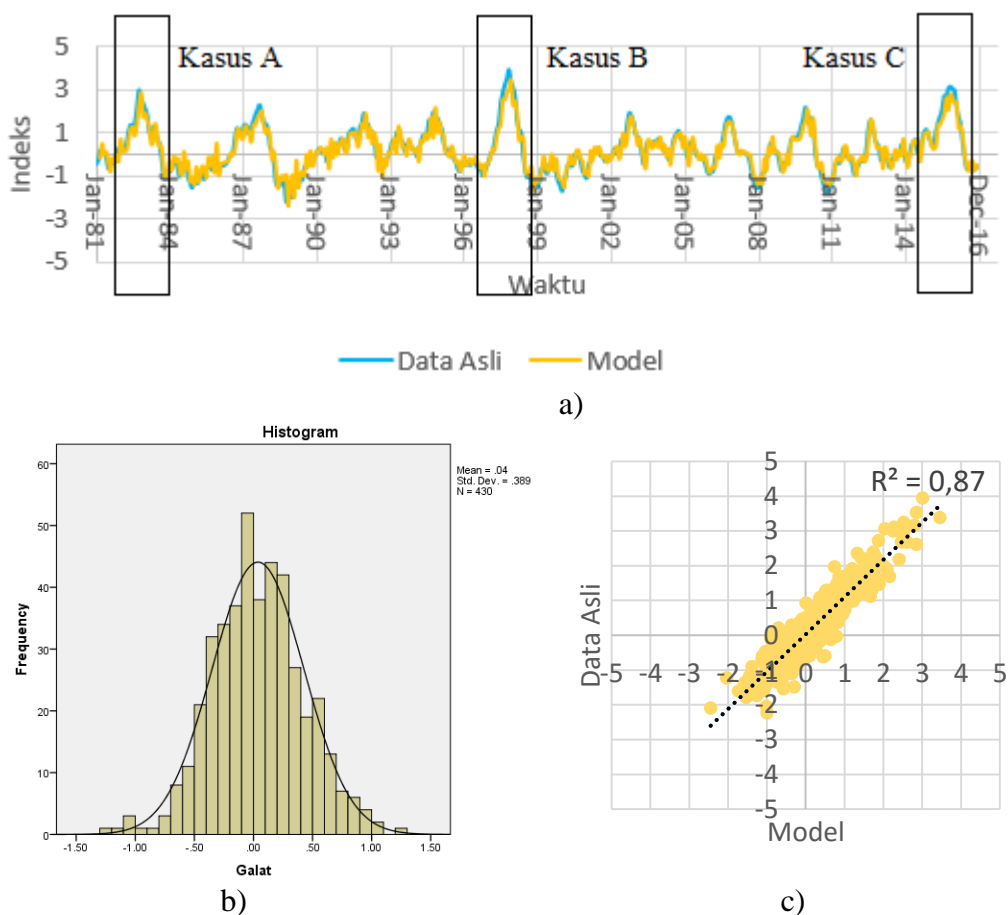 5
3
1
-1
-3
-5
Indeks
Kasus A
Kasus B
Kasus C
Jan-81
Jan-84
Jan-87
Jan-90
Jan-93
Jan-96
Jan-99
Jan-02
Jan-05
Jan-08
Jan-11
Jan-14
Dec-16
Waktu
Data Asli Model
a)
Histogram
Mean = .04
Std. Dev. = .389
N = 430
60
50
40
30
20
10
0
Frequency
-1.50 -1.00 -.50 .00 .50 1.00 1.50
Galat
b)
R² = 0,87
5
4
3
2
1
0
-1
-2
-3
-4
-5
Data Asli
-5 -4 -3 -2 -1 0 1 2 3 4 5
Model
c)